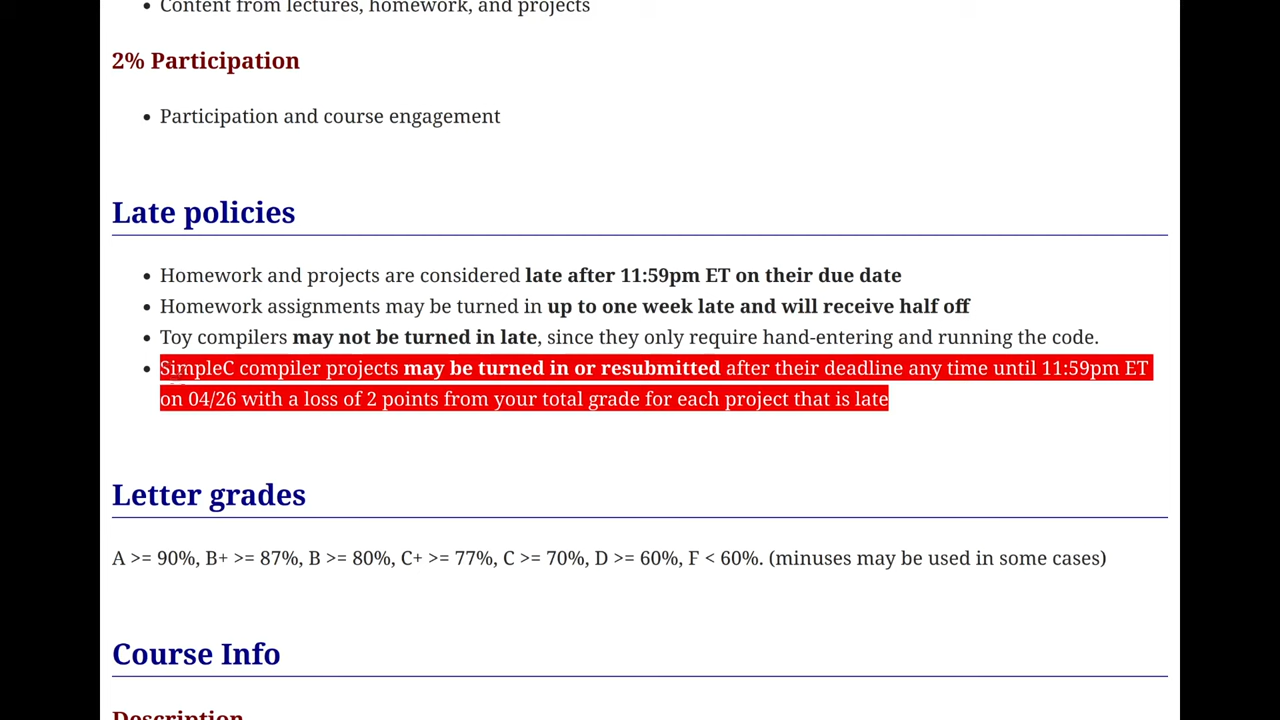 Content from lectures, homework, and projects
2% Participation
Participation and course engagement
Late policies
Homework and projects are considered late after 11:59pm ET on their due date
Homework assignments may be turned in up to one week late and will receive half off
Toy compilers may not be turned in late, since they only require hand-entering and running the code.
SimpleC compiler projects may be turned in or resubmitted after their deadline any time until 11:59pm ET
on 04/26 with a loss of 2 points from your total grade for each project that is late
Letter grades
A >= 90%, B+ >= 87%, B >= 80%, C+ >= 77%, C >= 70%, D >= 60%, F < 60%. (minuses may be used in some cases)
Course Info
Description